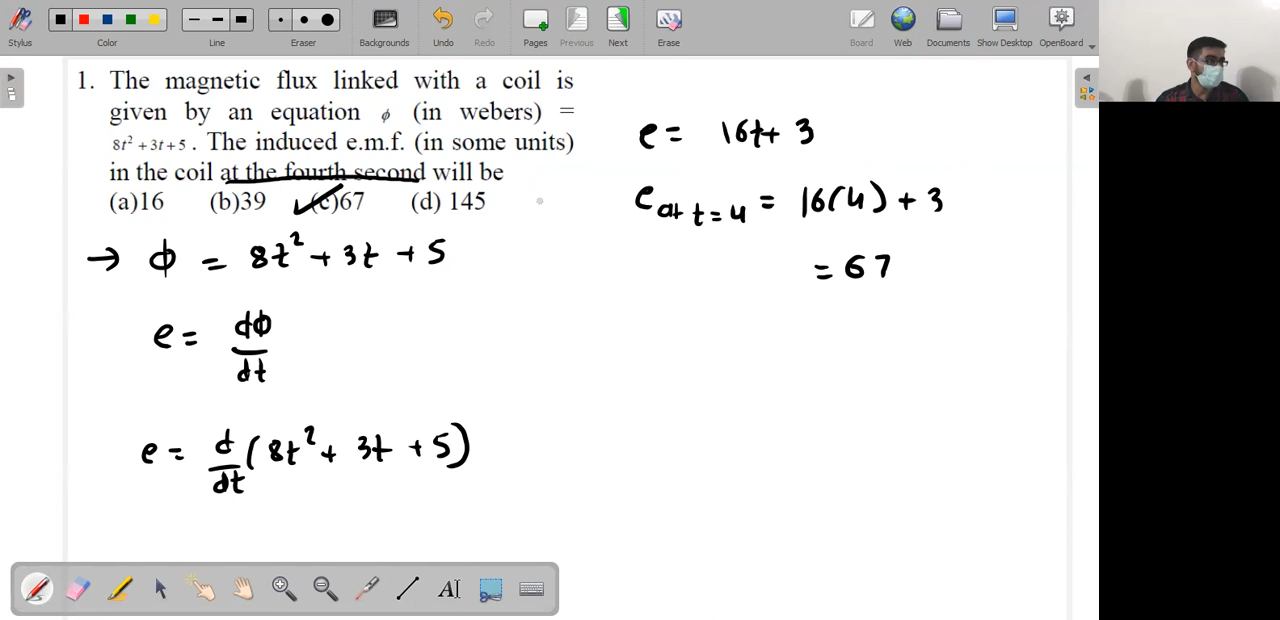 Stylus Color Line Eraser Backgrounds Undo Redo Pages Previous Next Erase Board Web Documents Show Desktop OpenBoard
1. The magnetic flux linked with a coil is
given by an equation ϕ (in webers) =
8t² + 3t + 5 . The induced e.m.f. (in some units)
in the coil at the fourth second will be
(a)16 (b)39 (c)67 (d) 145
→ ϕ = 8t² + 3t + 5
e = dϕ/dt
e = d/dt (8t² + 3t + 5)
e = 16t + 3
e at t = 4 = 16(4) + 3
= 67